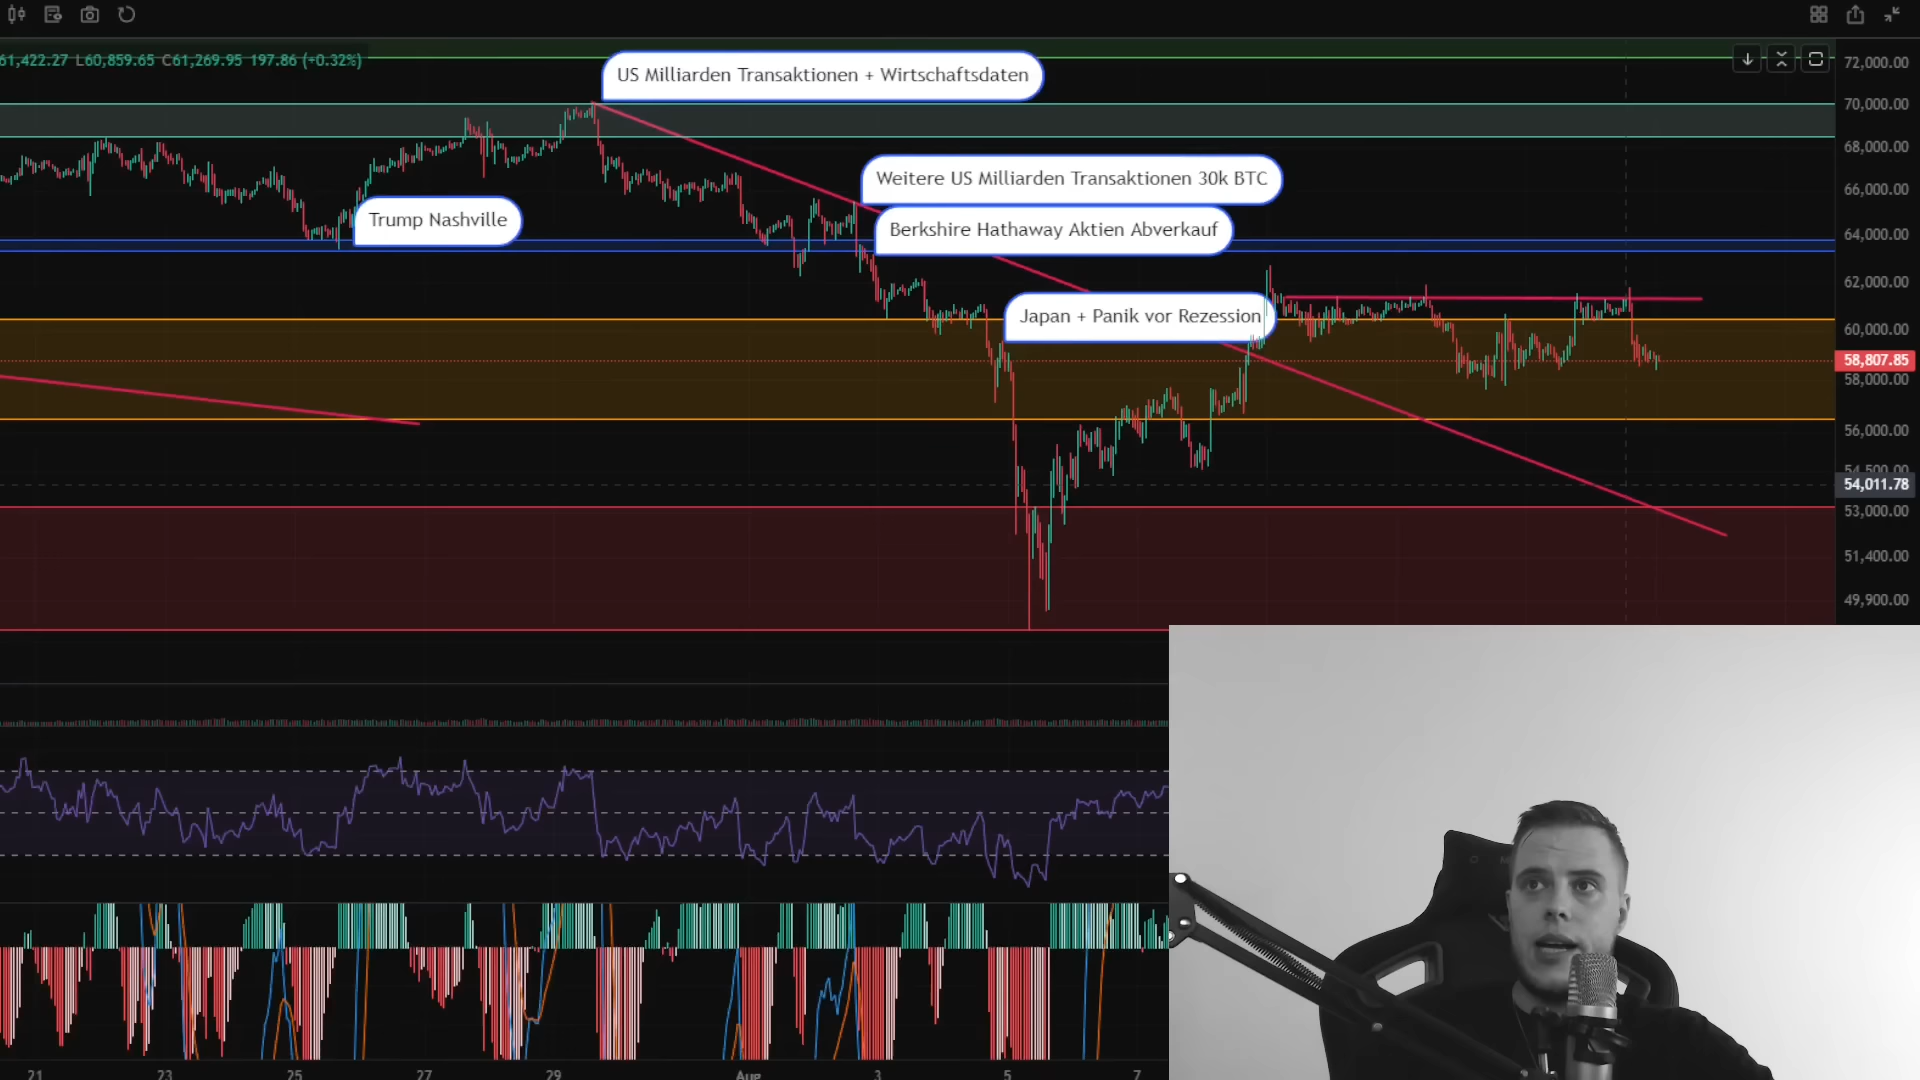 61,422.27 L60,859.65 C61,269.95 197.86 (+0.32%)
US Milliarden Transaktionen + Wirtschaftsdaten
Weitere US Milliarden Transaktionen 30k BTC
Trump Nashville
Berkshire Hathaway Aktien Abverkauf
Japan + Panik vor Rezession
72,000.00
70,000.00
68,000.00
66,000.00
64,000.00
62,000.00
60,000.00
58,807.85
58,000.00
56,000.00
54,500.00
54,011.78
53,000.00
51,400.00
49,900.00
21 23 25 27 29 Aug 3 5 7